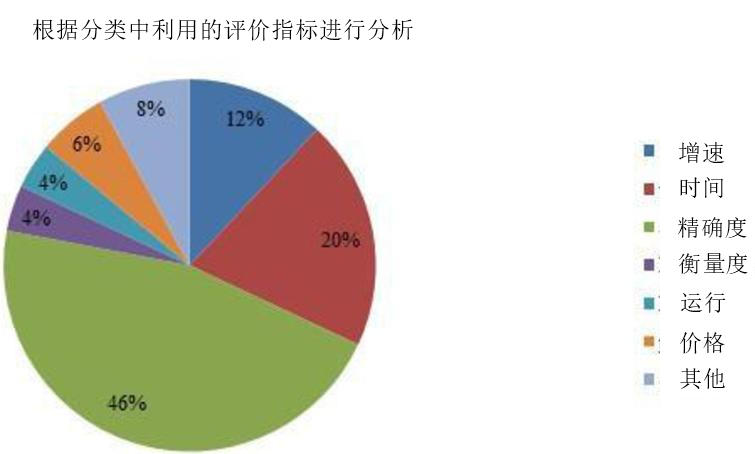 根据分类中利用的评价指标进行分析
8%
12%
6%
4%
4%
20%
46%
增速
时间
精确度
衡量度
运行
价格
其他